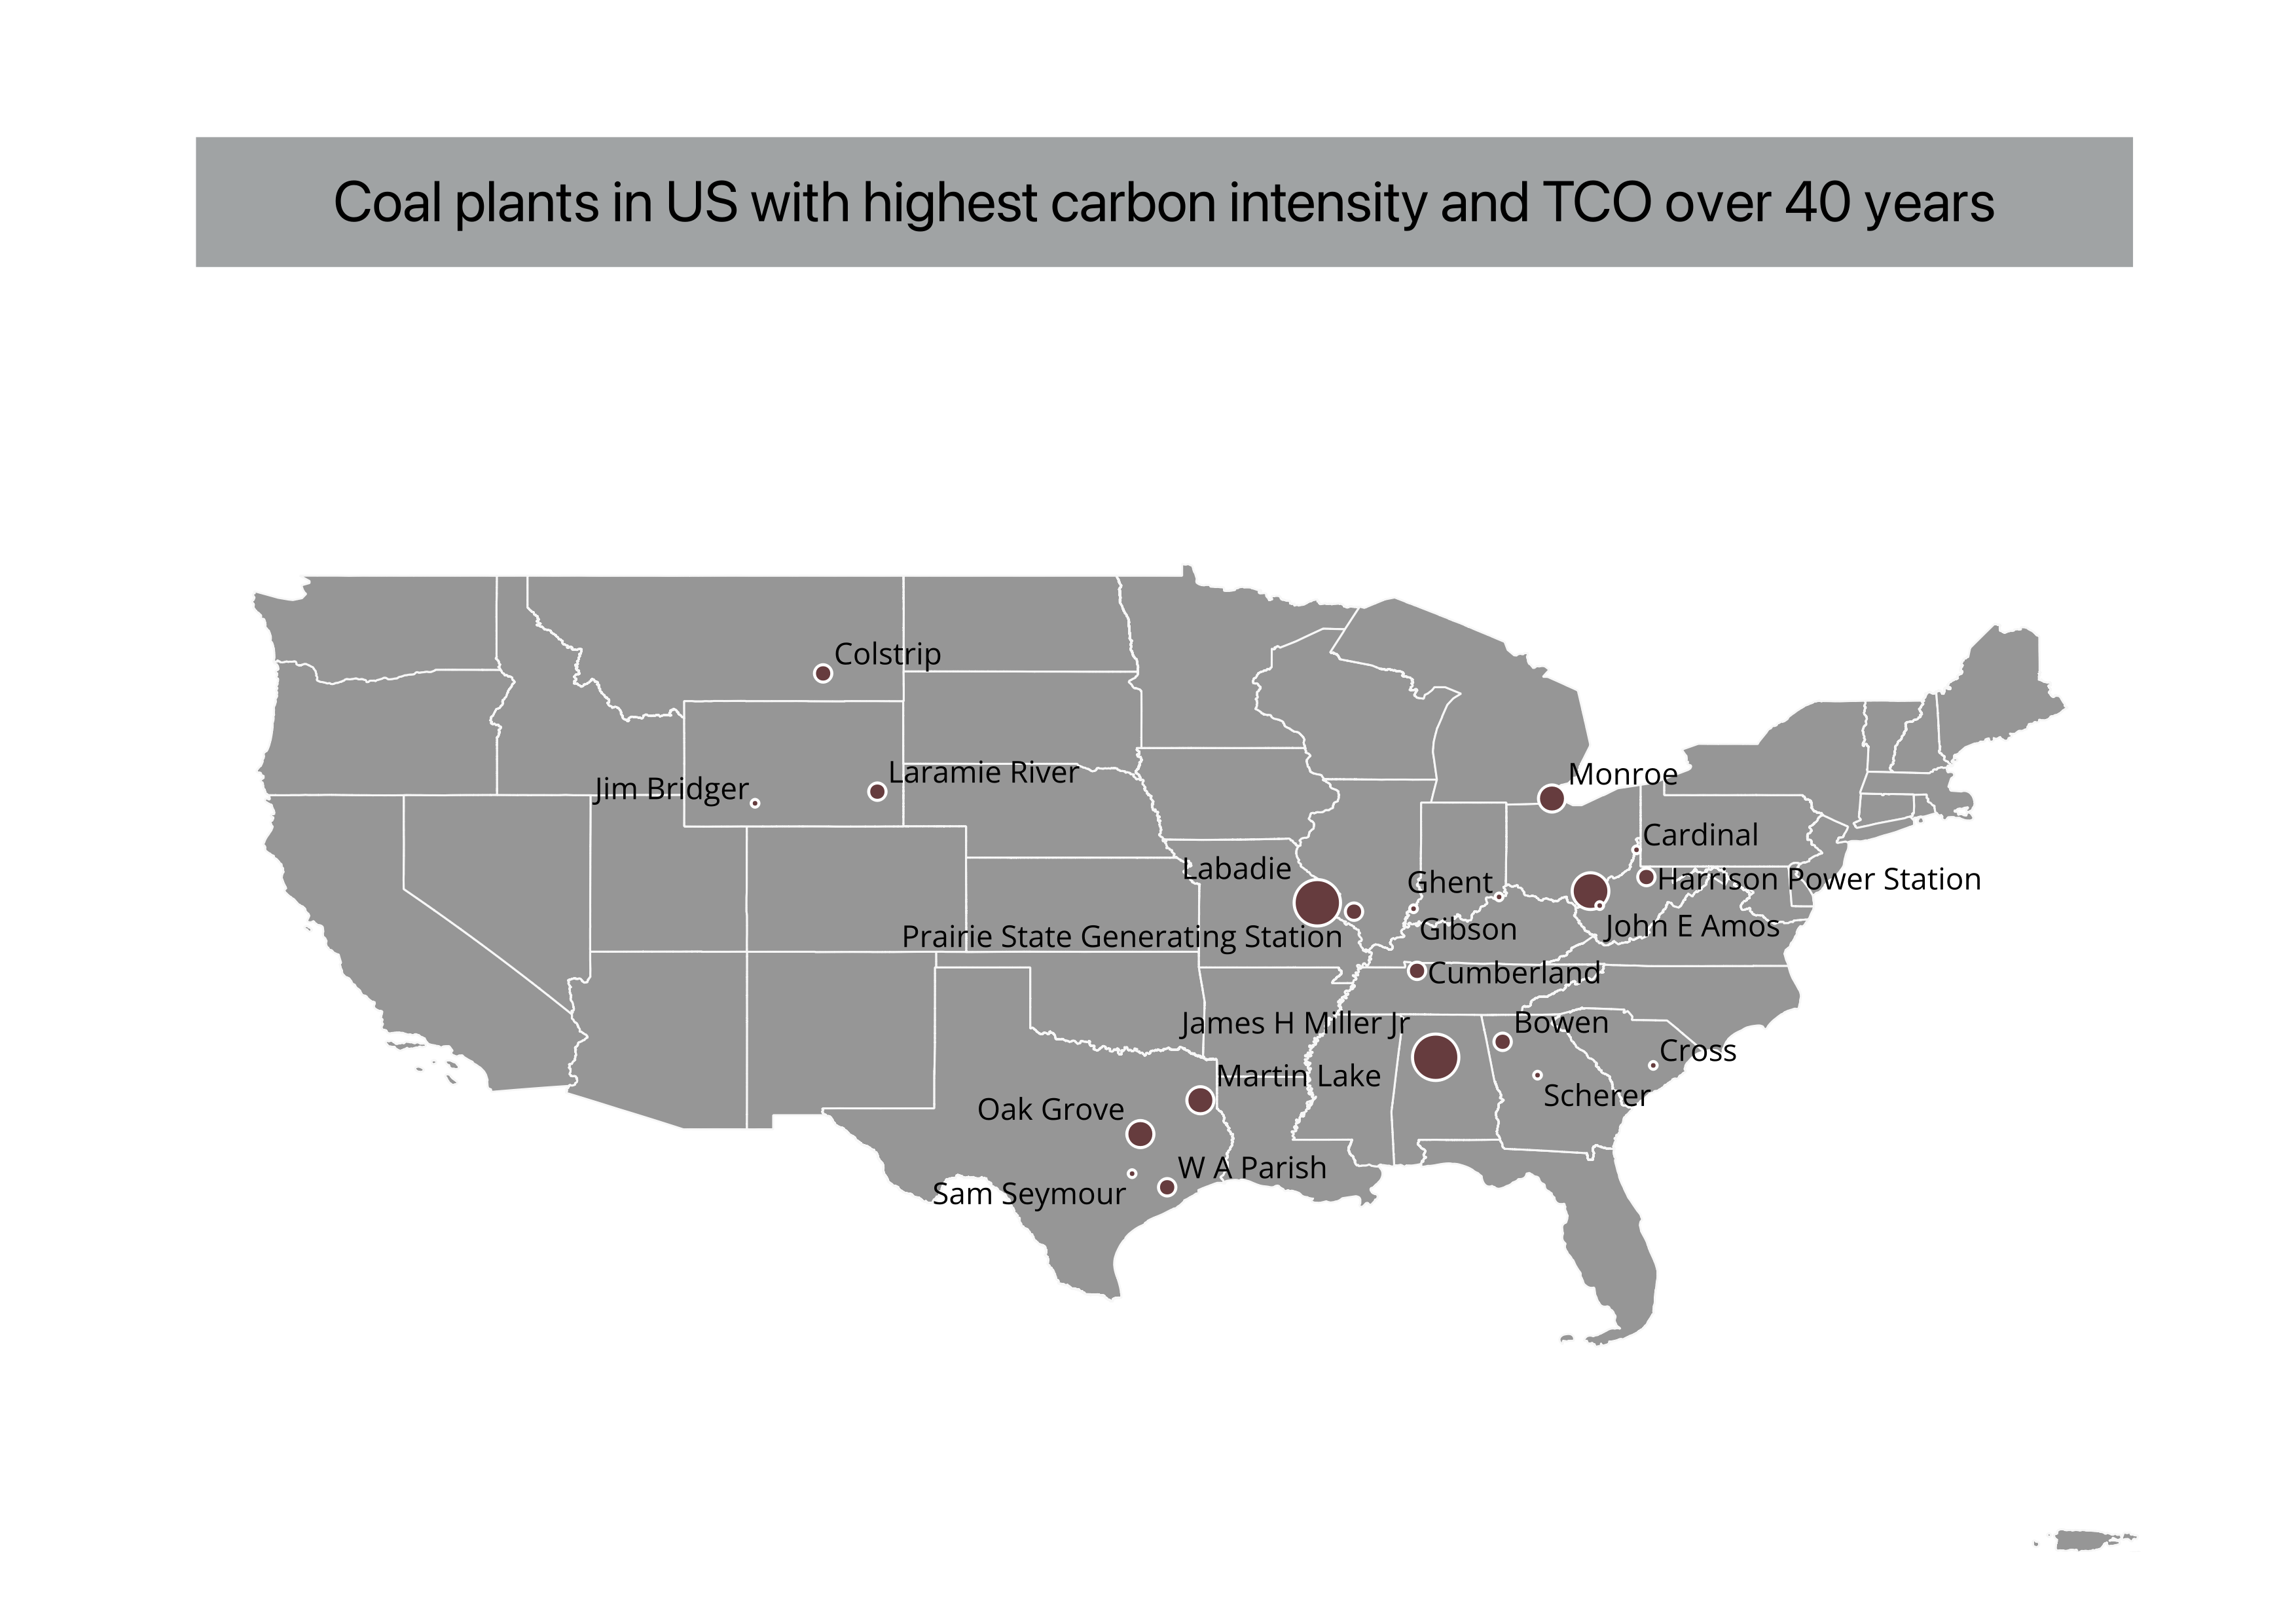 Coal plants in US with highest carbon intensity and TCO over 40 years
Colstrip
Laramie River
Jim Bridger
Monroe
Cardinal
Labadie
Ghent
Harrison Power Station
Prairie State Generating Station
Gibson
John E Amos
Cumberland
James H Miller Jr
Bowen
Cross
Martin Lake
Scherer
Oak Grove
W A Parish
Sam Seymour